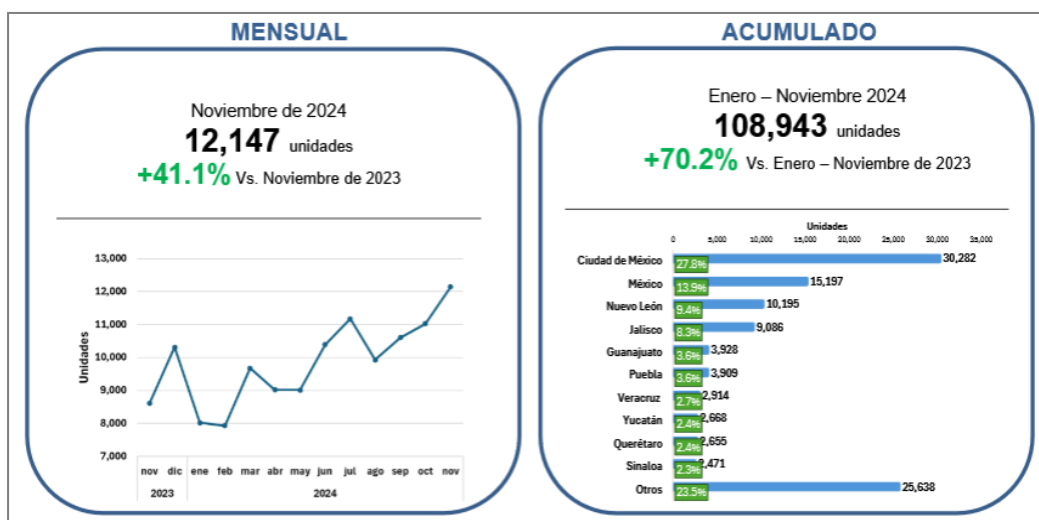 MENSUAL
Noviembre de 2024
12,147 unidades
+41.1% Vs. Noviembre de 2023
13,000
12,000
11,000
10,000
9,000
8,000
7,000
Unidades
nov dic ene feb mar abr may jun jul ago sep oct nov
2023 2024
ACUMULADO
Enero – Noviembre 2024
108,943 unidades
+70.2% Vs. Enero – Noviembre de 2023
Unidades
0 5,000 10,000 15,000 20,000 25,000 30,000 35,000
Ciudad de México 27.8% 30,282
México 13.9% 15,197
Nuevo León 9.4% 10,195
Jalisco 8.3% 9,086
Guanajuato 3.6% 3,928
Puebla 3.6% 3,909
Veracruz 2.7% 2,914
Yucatán 2.4% 2,668
Querétaro 2.4% 2,655
Sinaloa 2.3% 2,471
Otros 23.5% 25,638